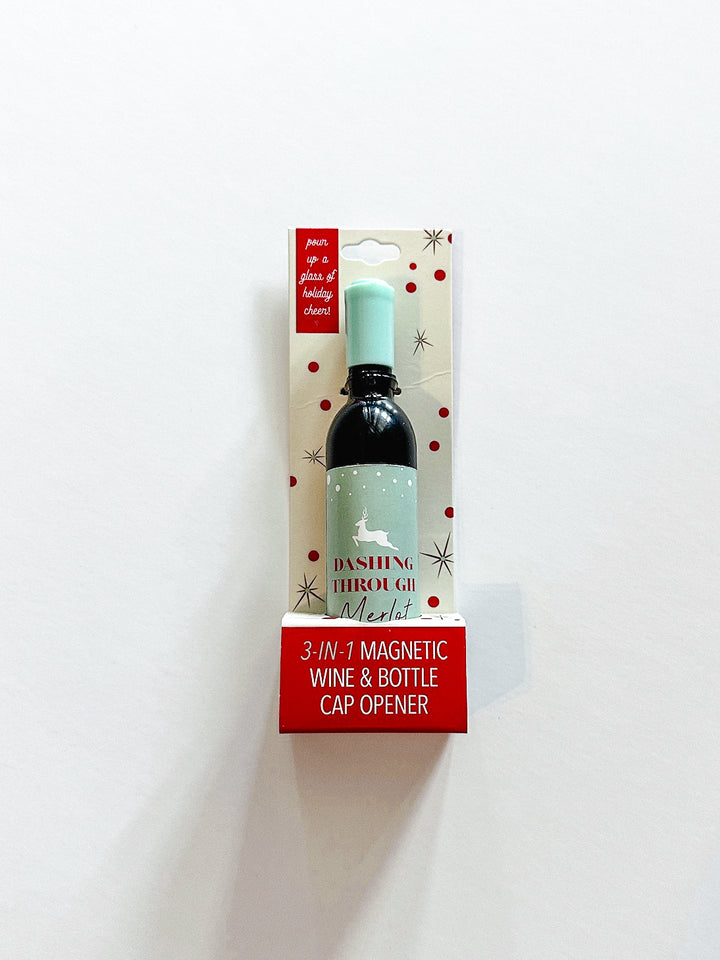 pour
up a
glass of
holiday
cheer!
DASHING
THROUGH
Merlot
3-IN-1 MAGNETIC
WINE & BOTTLE
CAP OPENER